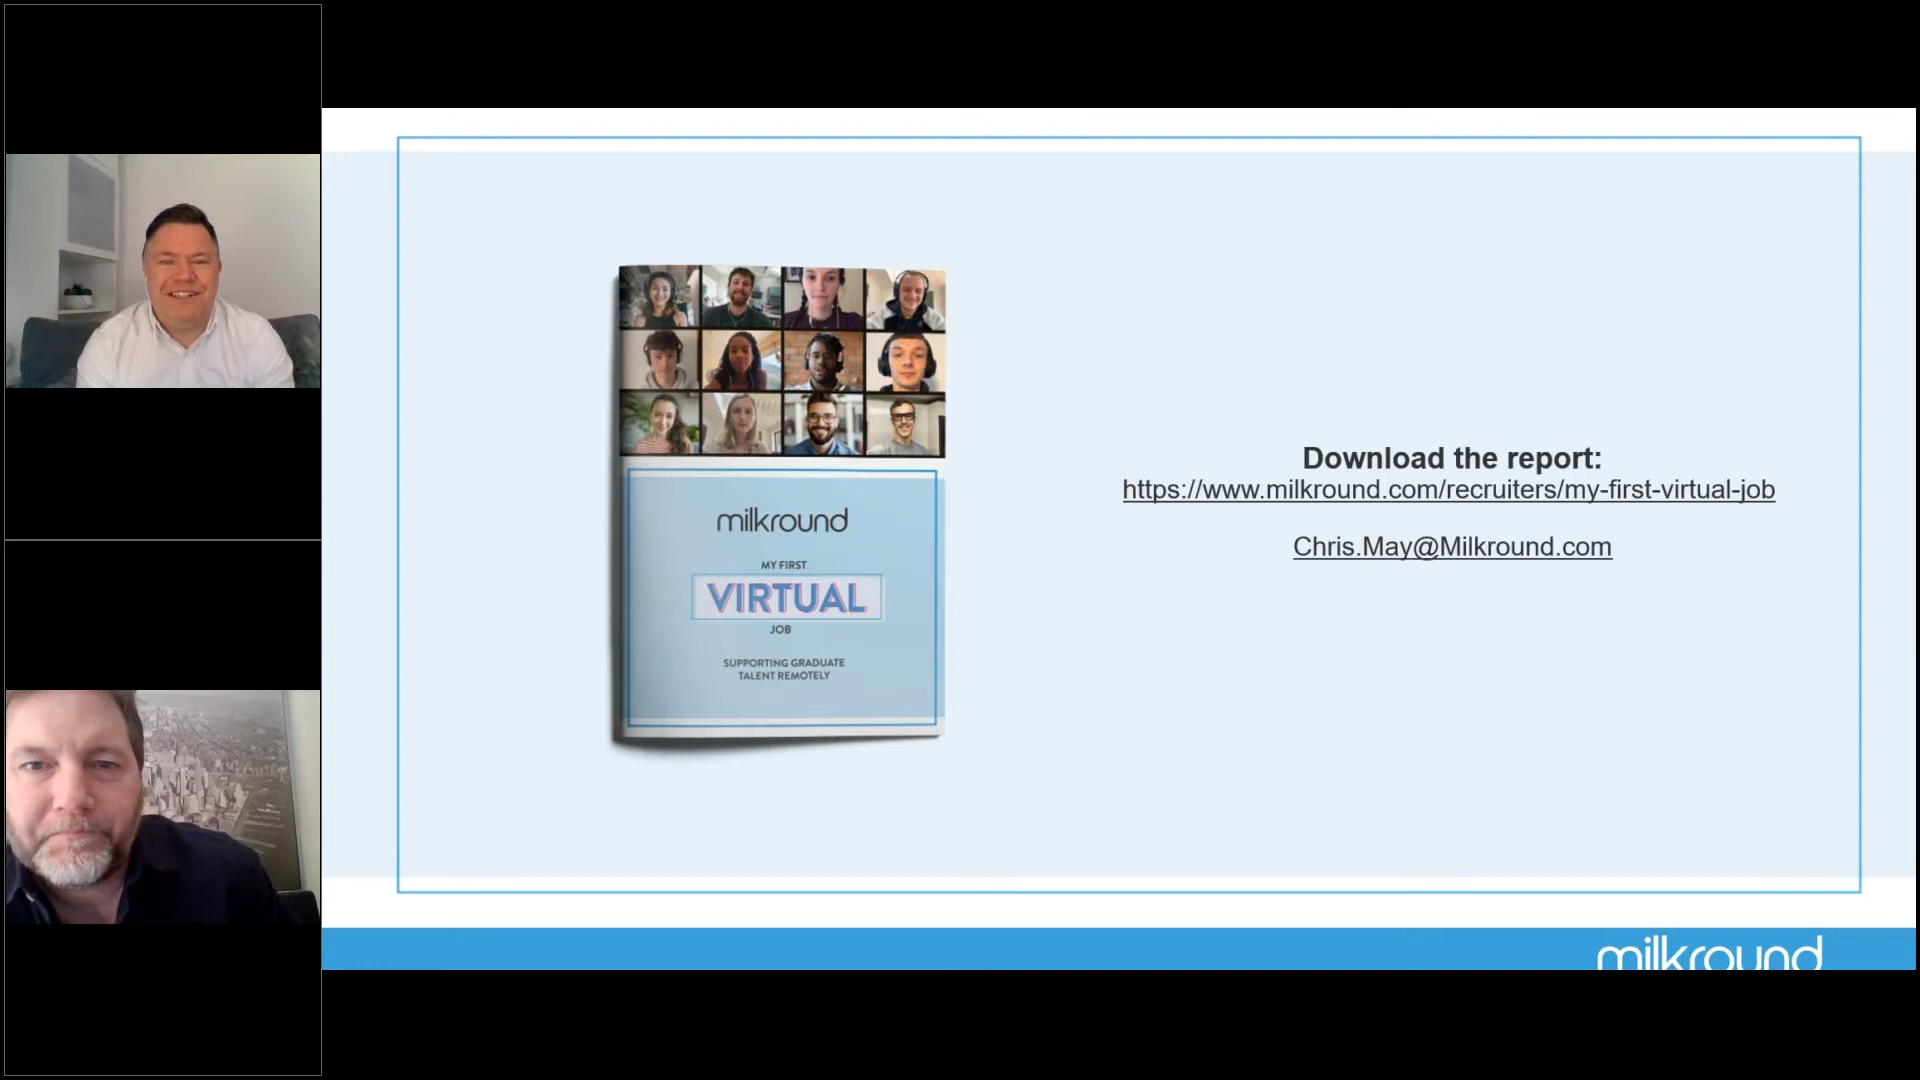 milkround
MY FIRST
VIRTUAL
JOB
SUPPORTING GRADUATE
TALENT REMOTELY
Download the report:
https://www.milkround.com/recruiters/my-first-virtual-job
Chris.May@Milkround.com
milkround